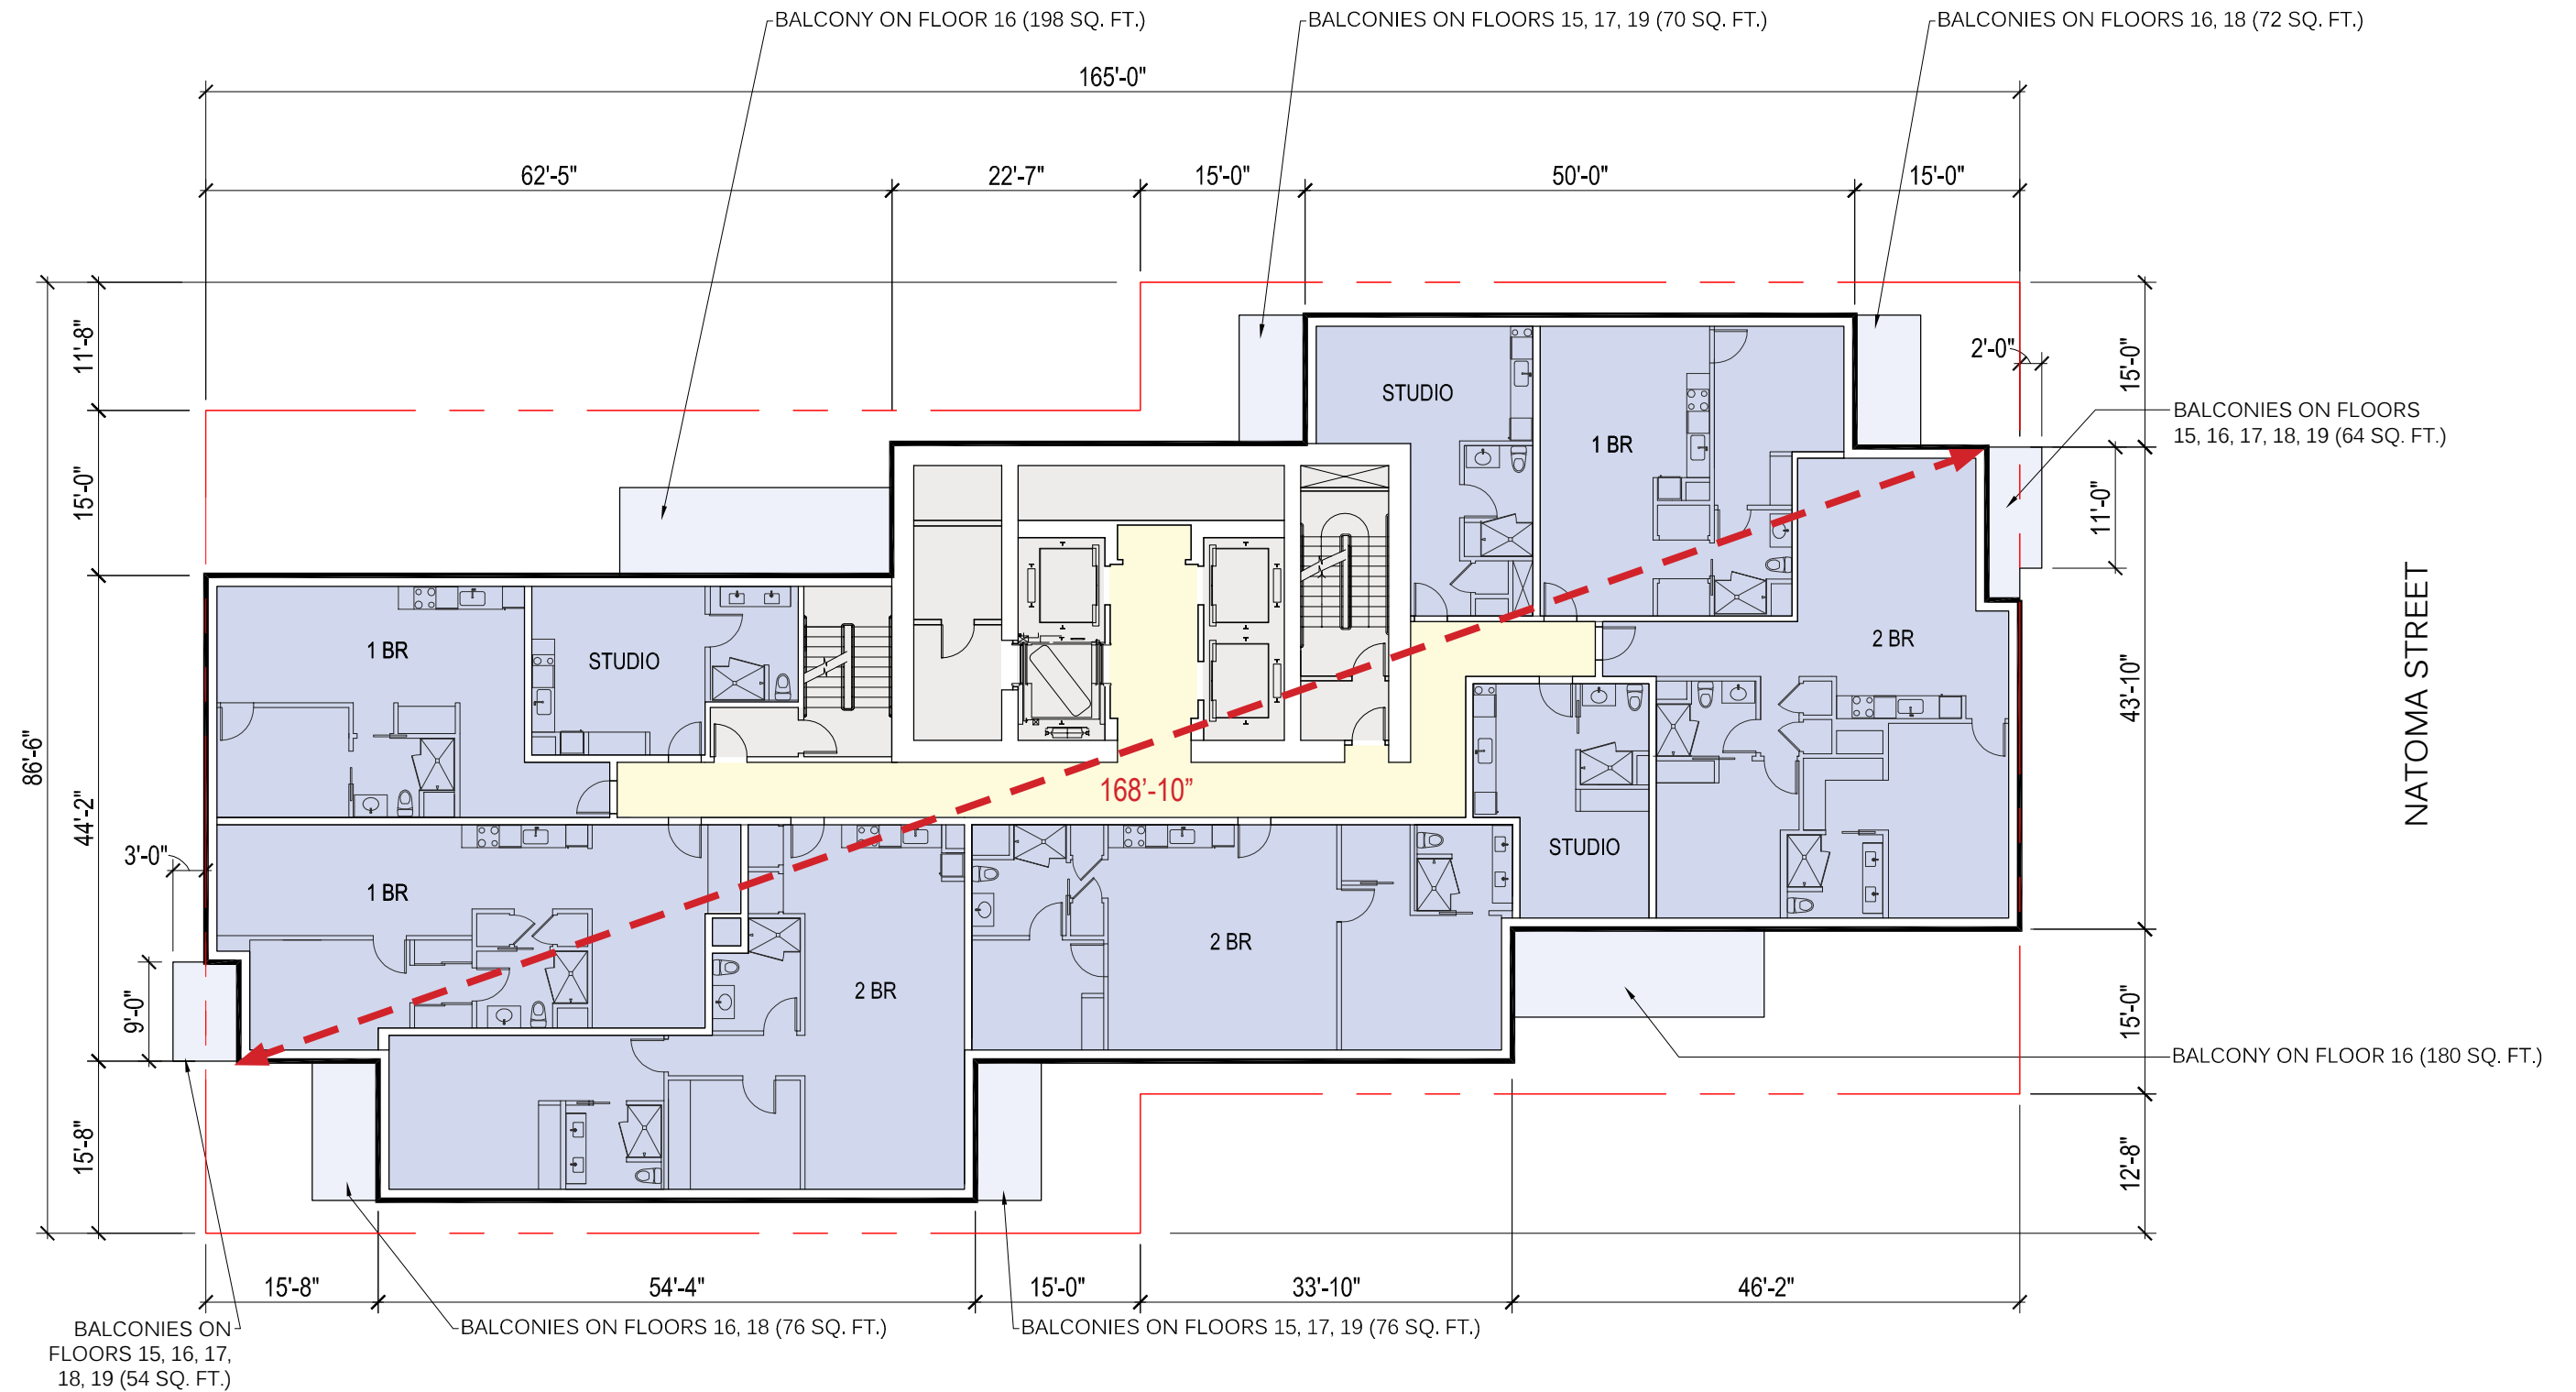 BALCONY ON FLOOR 16 (198 SQ. FT.)
BALCONIES ON FLOORS 15, 17, 19 (70 SQ. FT.)
BALCONIES ON FLOORS 16, 18 (72 SQ. FT.)
165'-0"
62'-5"
22'-7"
15'-0"
50'-0"
15'-0"
11'-8"
15'-0"
86'-6"
44'-2"
15'-8"
3'-0"
9'-0"
2'-0"
15'-0"
BALCONIES ON FLOORS
15, 16, 17, 18, 19 (64 SQ. FT.)
11'-0"
43'-10"
15'-0"
12'-8"
NATOMA STREET
STUDIO
1 BR
1 BR
STUDIO
2 BR
168'-10”
STUDIO
1 BR
2 BR
2 BR
BALCONY ON FLOOR 16 (180 SQ. FT.)
15'-8"
54'-4"
15'-0"
33'-10"
46'-2"
BALCONIES ON
FLOORS 15, 16, 17,
18, 19 (54 SQ. FT.)
BALCONIES ON FLOORS 16, 18 (76 SQ. FT.)
BALCONIES ON FLOORS 15, 17, 19 (76 SQ. FT.)